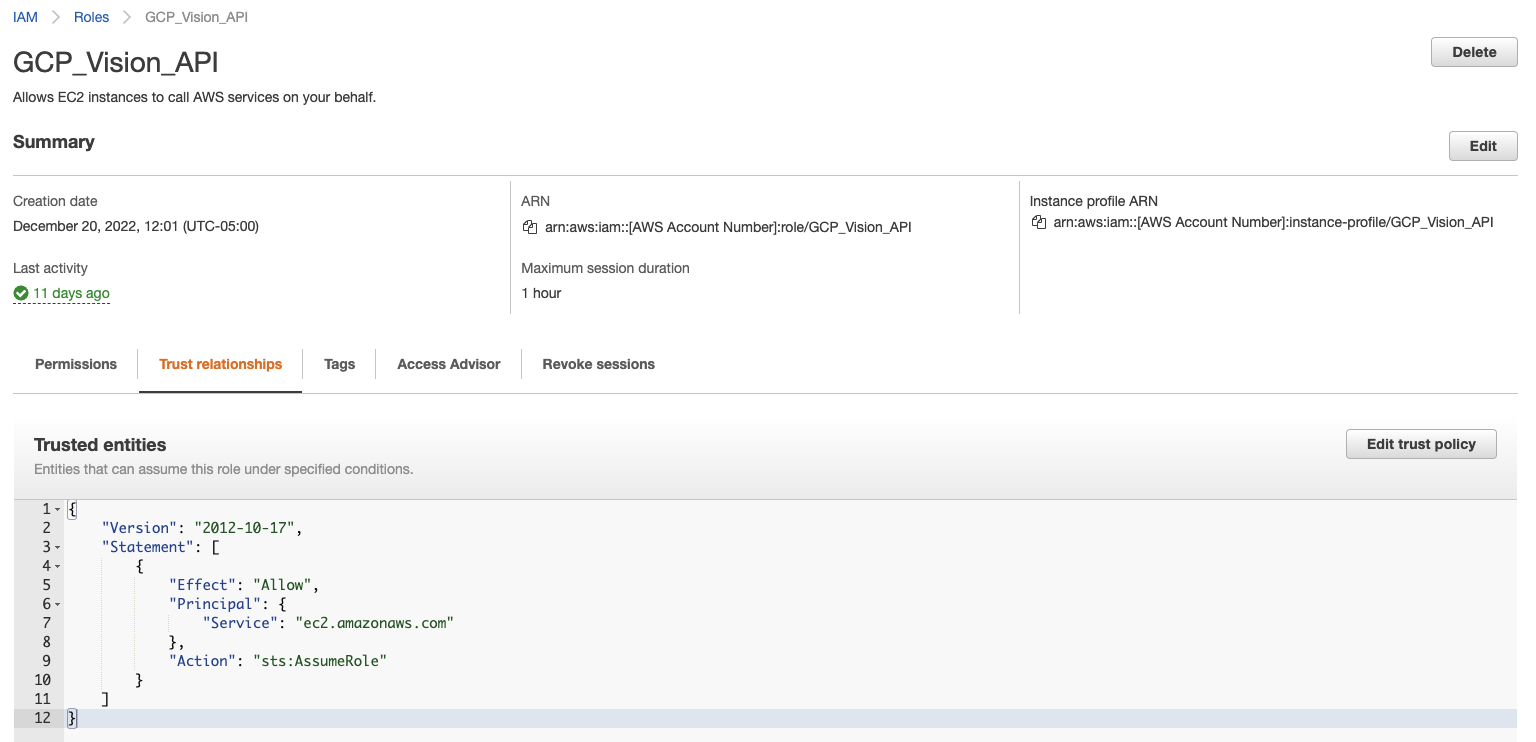 IAM > Roles > GCP_Vision_API
GCP_Vision_API
Delete
Allows EC2 instances to call AWS services on your behalf.
Summary
Edit
Creation date
December 20, 2022, 12:01 (UTC-05:00)
Last activity
11 days ago
ARN
arn:aws:iam::[AWS Account Number]:role/GCP_Vision_API
Maximum session duration
1 hour
Instance profile ARN
arn:aws:iam::[AWS Account Number]:instance-profile/GCP_Vision_API
Permissions Trust relationships Tags Access Advisor Revoke sessions
Trusted entities
Entities that can assume this role under specified conditions.
Edit trust policy
1 {
2 "Version": "2012-10-17",
3 "Statement": [
4 {
5 "Effect": "Allow",
6 "Principal": {
7 "Service": "ec2.amazonaws.com"
8 },
9 "Action": "sts:AssumeRole"
10 }
11 ]
12 }